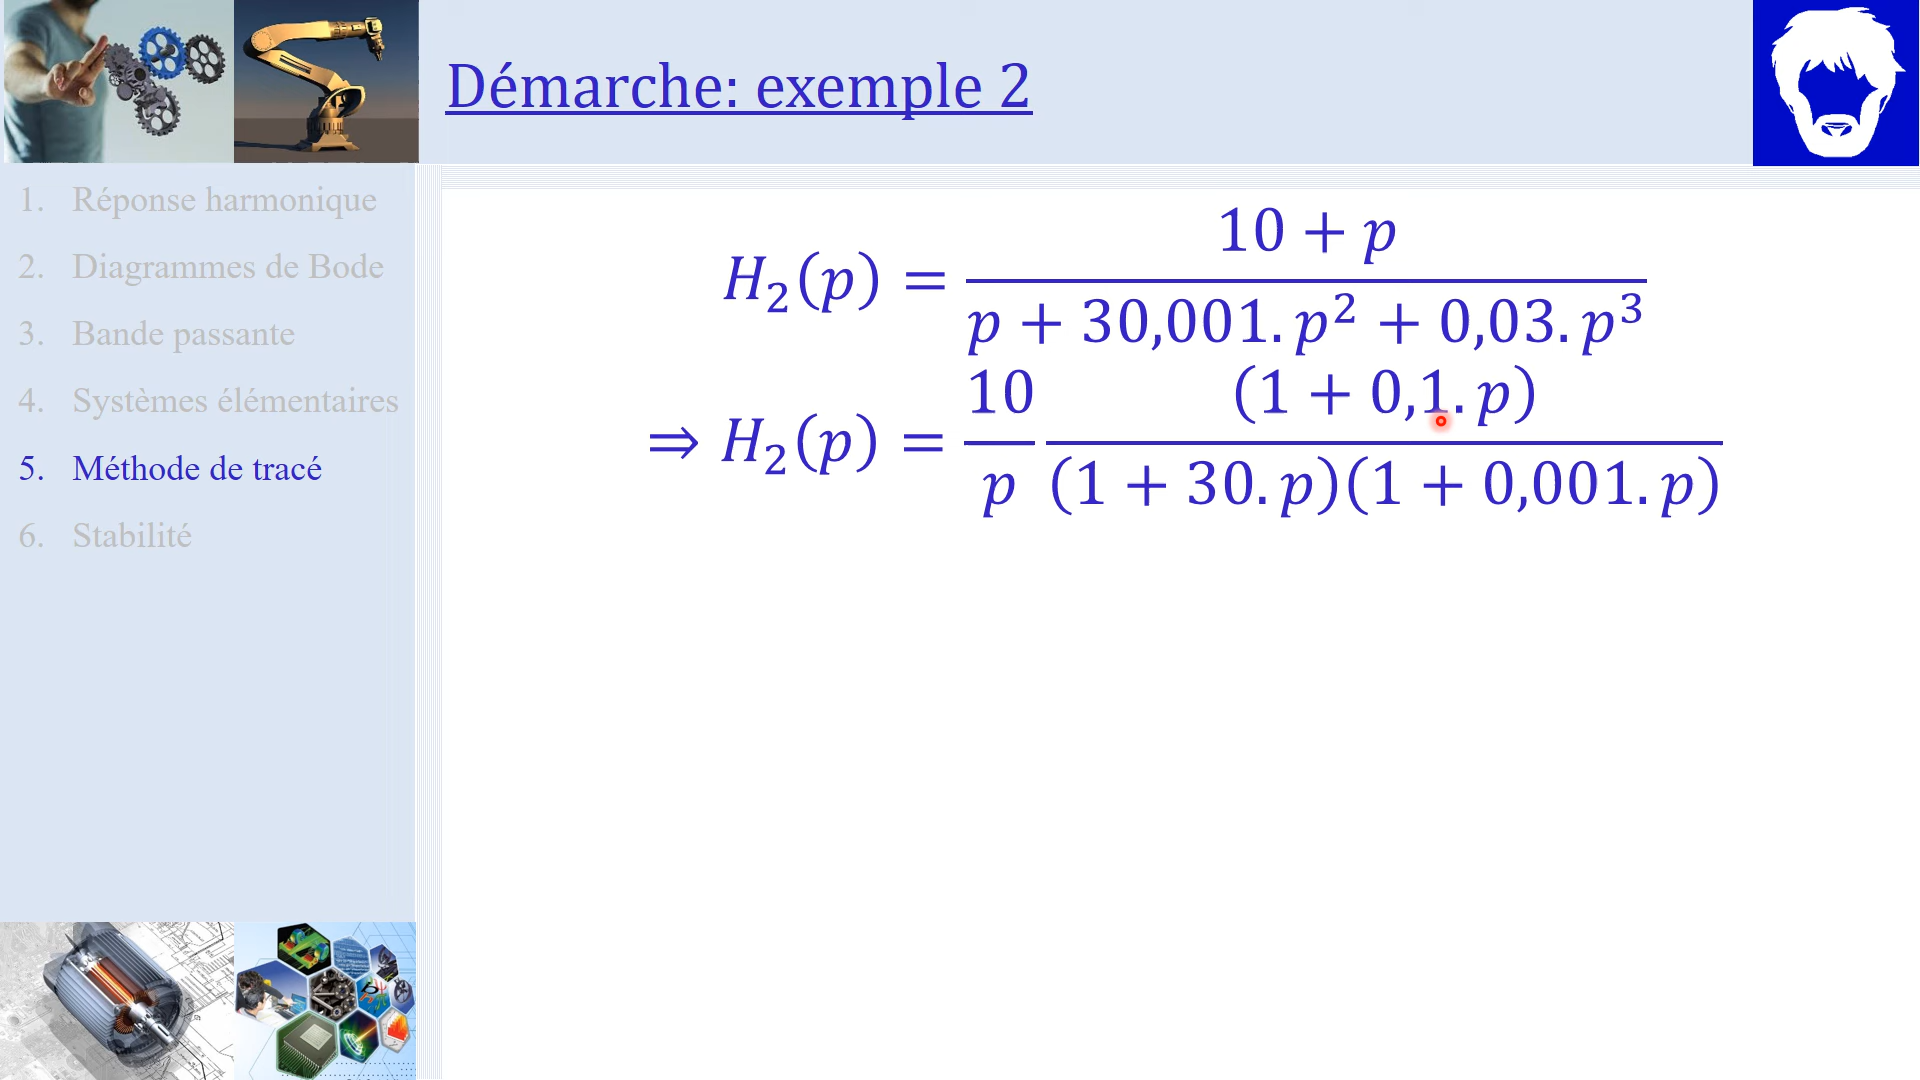 Démarche: exemple 2
1. Réponse harmonique
2. Diagrammes de Bode
3. Bande passante
4. Systèmes élémentaires
5. Méthode de tracé
6. Stabilité
H₂(p) = (10 + p) / (p + 30,001.p² + 0,03.p³)
⇒ H₂(p) = 10/p (1 + 0,1.p) / ((1 + 30.p)(1 + 0,001.p))